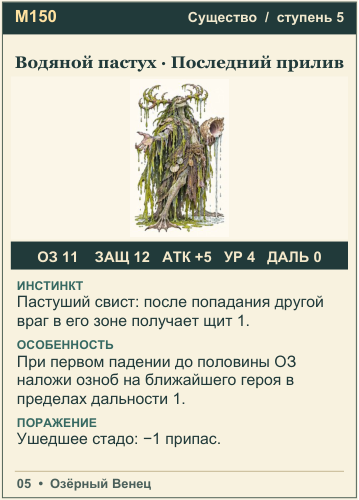 M150
Существо / ступень 5
Водяной пастух · Последний прилив
ОЗ 11 ЗАЩ 12 АТК +5 УР 4 ДАЛЬ 0
ИНСТИНКТ
Пастуший свист: после попадания другой
враг в его зоне получает щит 1.
ОСОБЕННОСТЬ
При первом падении до половины ОЗ
наложи озноб на ближайшего героя в
пределах дальности 1.
ПОРАЖЕНИЕ
Ушедшее стадо: −1 припас.
05 • Озёрный Венец